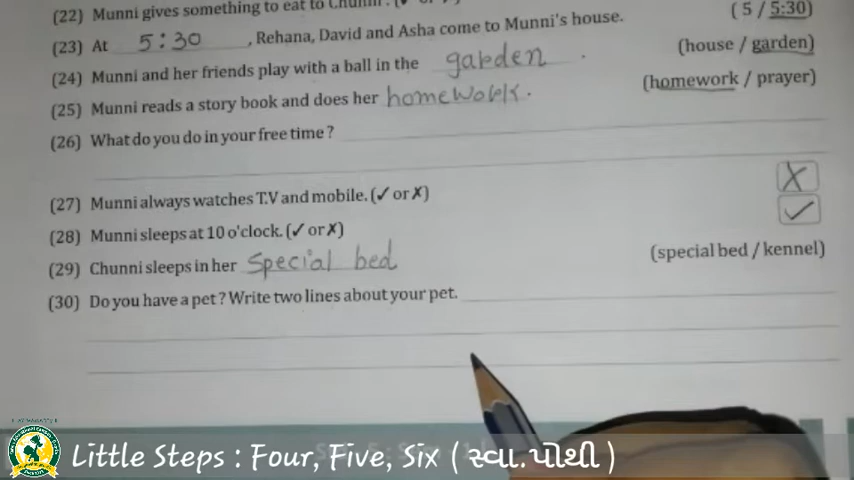 (22) Munni gives something to eat to Chunni. (✓ or ✗)
(23) At 5:30, Rehana, David and Asha come to Munni's house. (5 / 5:30)
(24) Munni and her friends play with a ball in the garden. (house / garden)
(25) Munni reads a story book and does her homework. (homework / prayer)
(26) What do you do in your free time?
(27) Munni always watches T.V and mobile. (✓ or ✗) ✗
(28) Munni sleeps at 10 o'clock. (✓ or ✗) ✓
(29) Chunni sleeps in her Special bed (special bed / kennel)
(30) Do you have a pet? Write two lines about your pet.
Little Steps : Four, Five, Six ( સ્વા.પોથી )